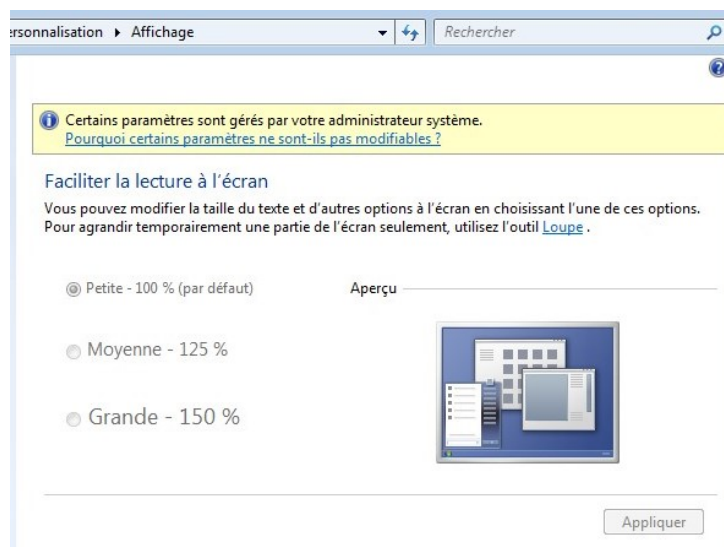 ersonnalisation ▸ Affichage
Rechercher
Certains paramètres sont gérés par votre administrateur système.
Pourquoi certains paramètres ne sont-ils pas modifiables ?
Faciliter la lecture à l'écran
Vous pouvez modifier la taille du texte et d'autres options à l'écran en choisissant l'une de ces options.
Pour agrandir temporairement une partie de l'écran seulement, utilisez l'outil Loupe .
Petite - 100 % (par défaut)
Aperçu
Moyenne - 125 %
Grande - 150 %
Appliquer